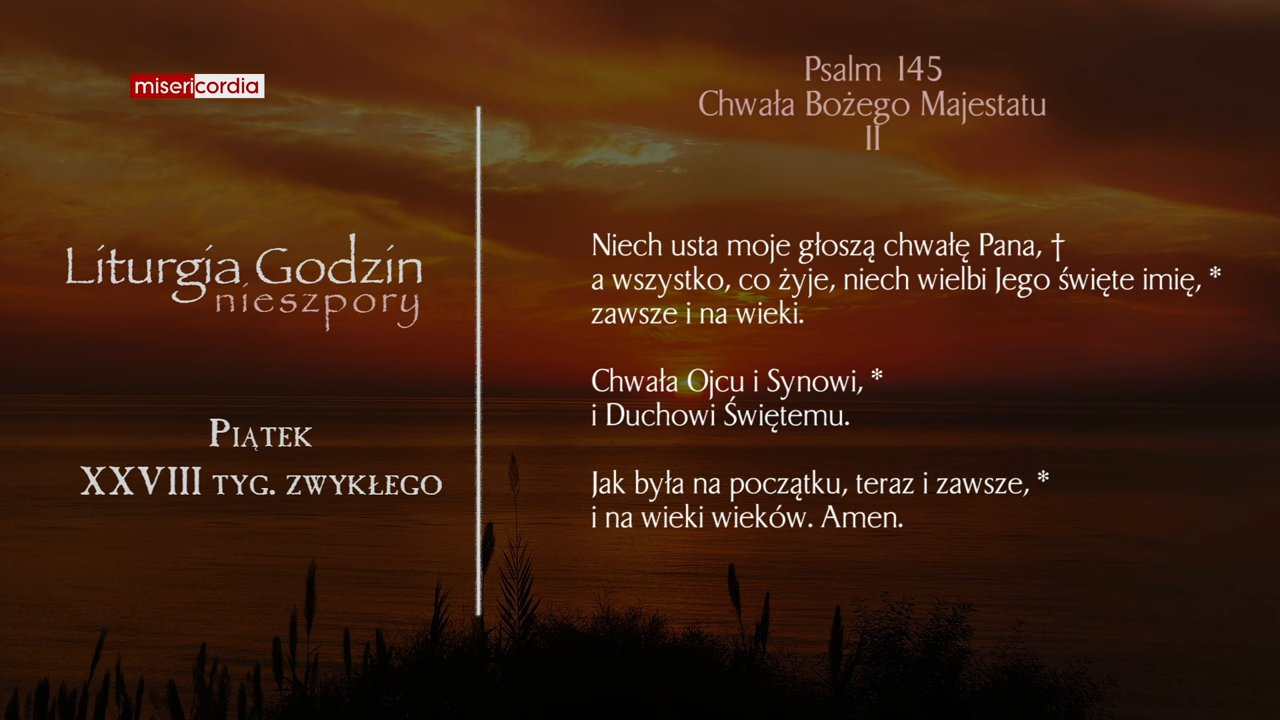 misericordia
Liturgia Godzin
nieszpory
Piątek
XXVIII tyg. zwykłego
Psalm 145
Chwała Bożego Majestatu
II
Niech usta moje głoszą chwałę Pana, †
a wszystko, co żyje, niech wielbi Jego święte imię, *
zawsze i na wieki.
Chwała Ojcu i Synowi, *
i Duchowi Świętemu.
Jak była na początku, teraz i zawsze, *
i na wieki wieków. Amen.